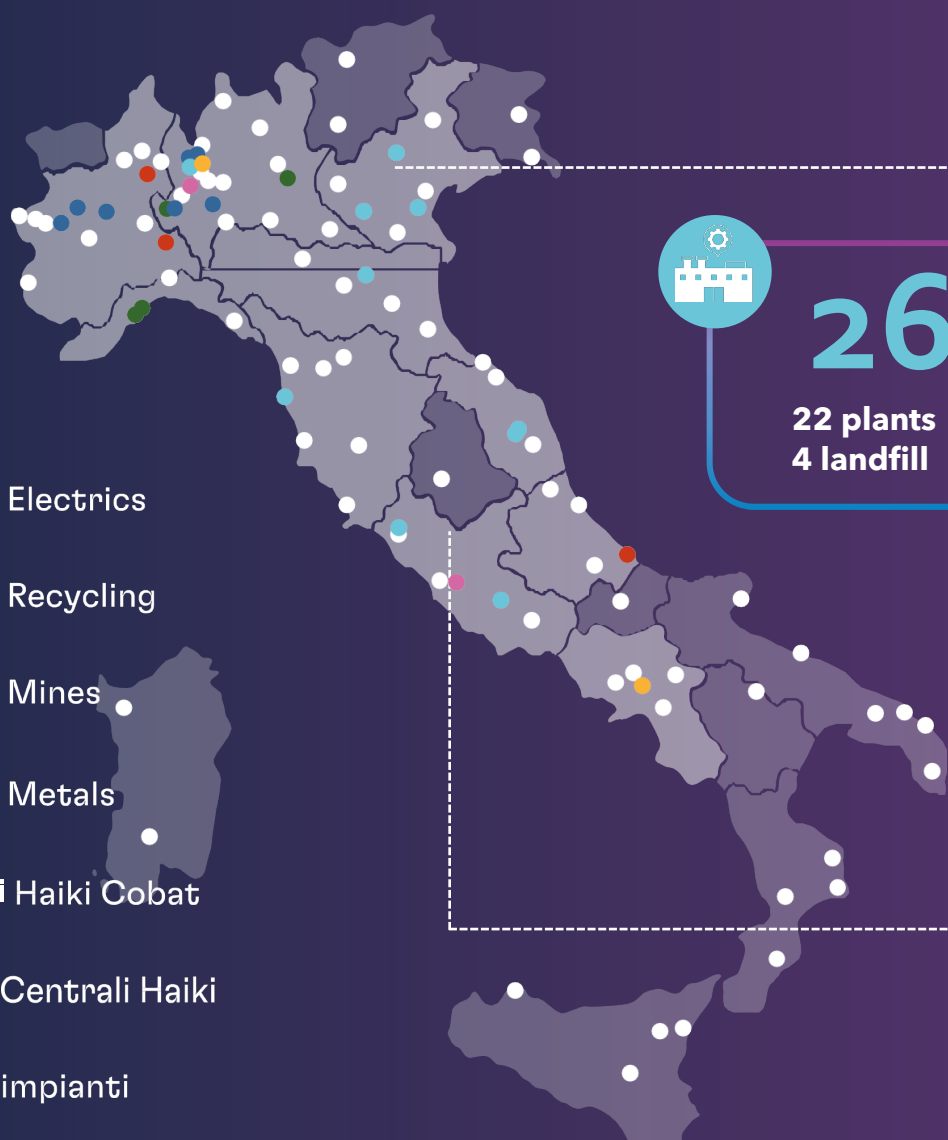 26
22 plants
4 landfill
Electrics
Recycling
Mines
Metals
i Haiki Cobat
Centrali Haiki
impianti